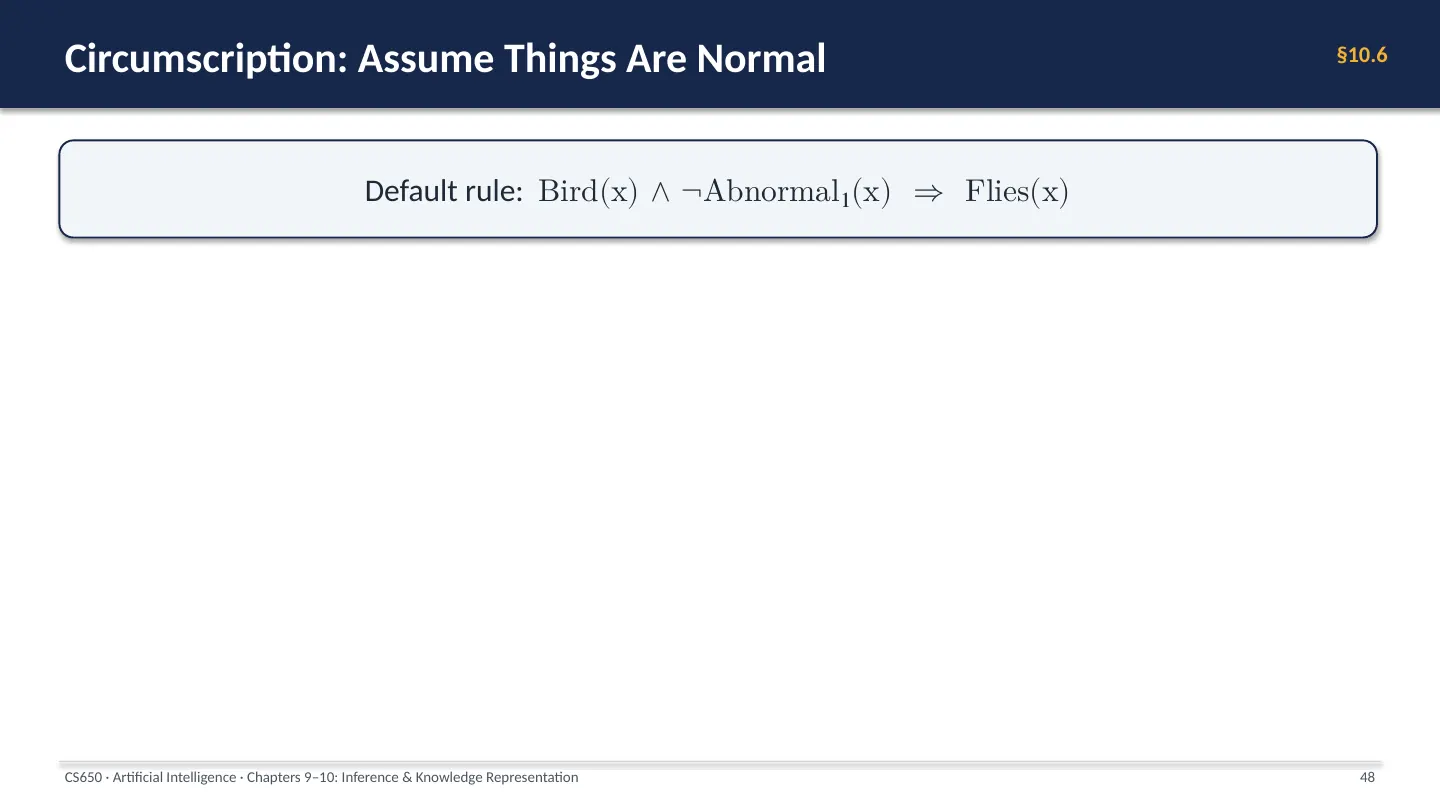 Circumscription: Assume Things Are Normal
§10.6
Default rule: Bird(x) ∧ ¬Abnormal₁(x) ⇒ Flies(x)
CS650 · Artificial Intelligence · Chapters 9–10: Inference & Knowledge Representation
48